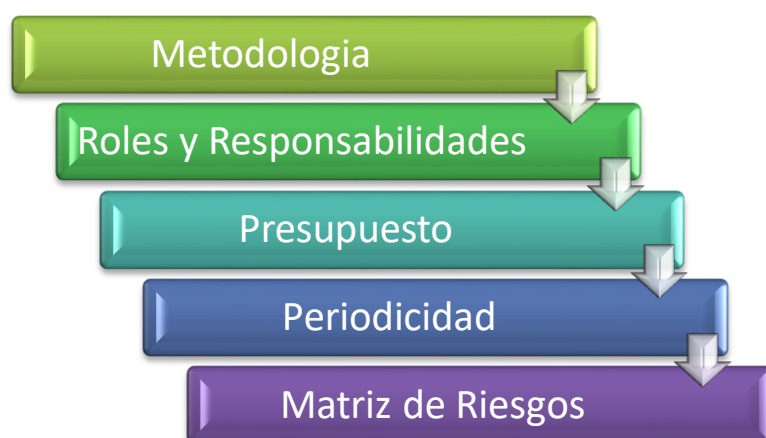 Metodologia
Roles y Responsabilidades
Presupuesto
Periodicidad
Matriz de Riesgos